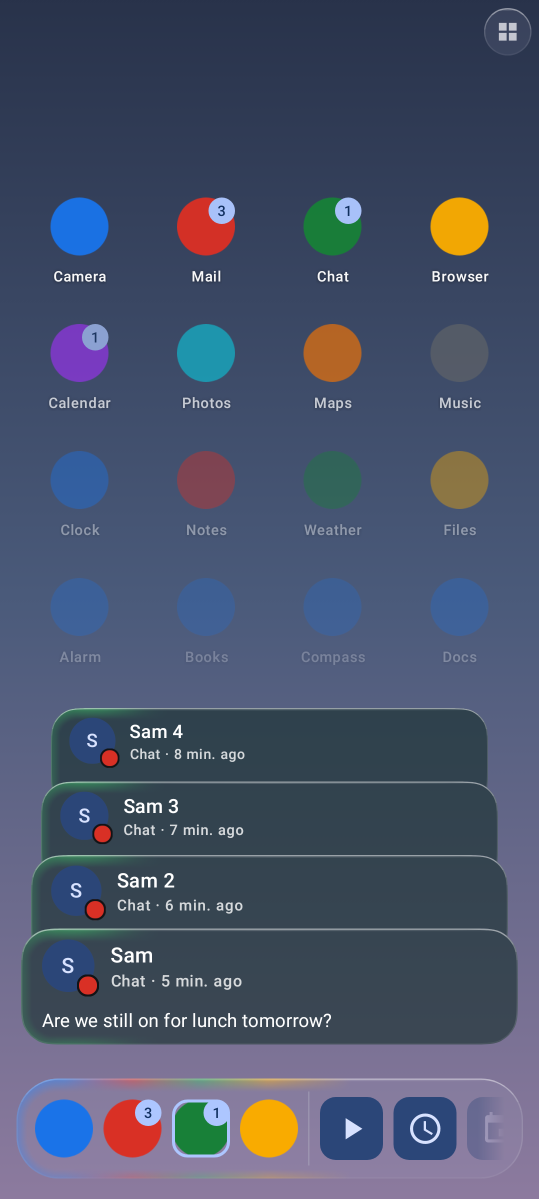 3
1
Camera Mail Chat Browser
1
Calendar Photos Maps Music
Clock Notes Weather Files
Alarm Books Compass Docs
S
Sam 4
Chat · 8 min. ago
S
Sam 3
Chat · 7 min. ago
S
Sam 2
Chat · 6 min. ago
S
Sam
Chat · 5 min. ago
Are we still on for lunch tomorrow?
3
1